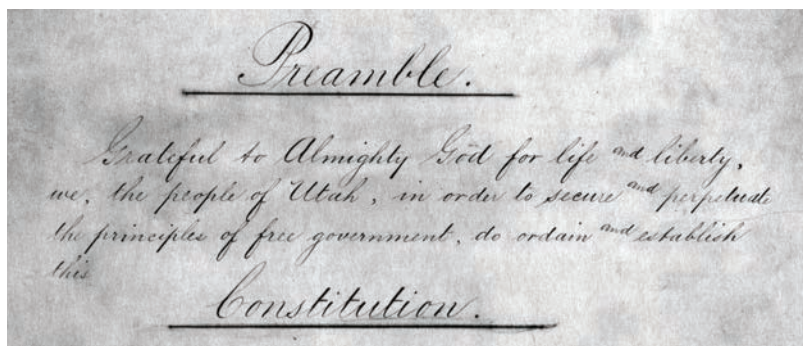 Preamble.
Grateful to Almighty God for life and liberty,
we, the people of Utah, in order to secure and perpetuate
the principles of free government, do ordain and establish
this
Constitution.